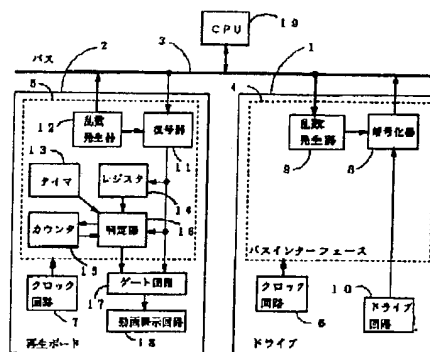 CPU
19
バス
2
3
1
5
4
12
乱数
発生器
復号器
乱数
発生器
暗号化器
13
11
9
8
タイマ
レジスタ
14
カウンタ
判定器
16
15
バスインターフェース
クロック
回路
ゲート回路
クロック
回路
10
ドライブ
回路
7
17
6
動画表示回路
再生ボード
18
ドライブ